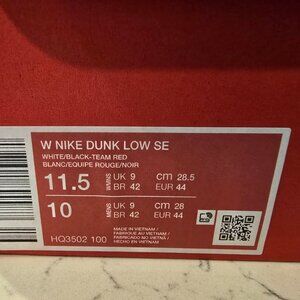 W NIKE DUNK LOW SE
WHITE/BLACK-TEAM RED
BLANC/EQUIPE ROUGE/NOIR
11.5 WMNS UK 9 CM 28.5
BR 42 EUR 44
10 MENS UK 9 CM 28
BR 42 EUR 44
HQ3502 100
MADE IN VIETNAM /
FABRIQUÉ AU VIETNAM /
FABRICADO NO VIETNÃ /
HECHO EN VIETNAM